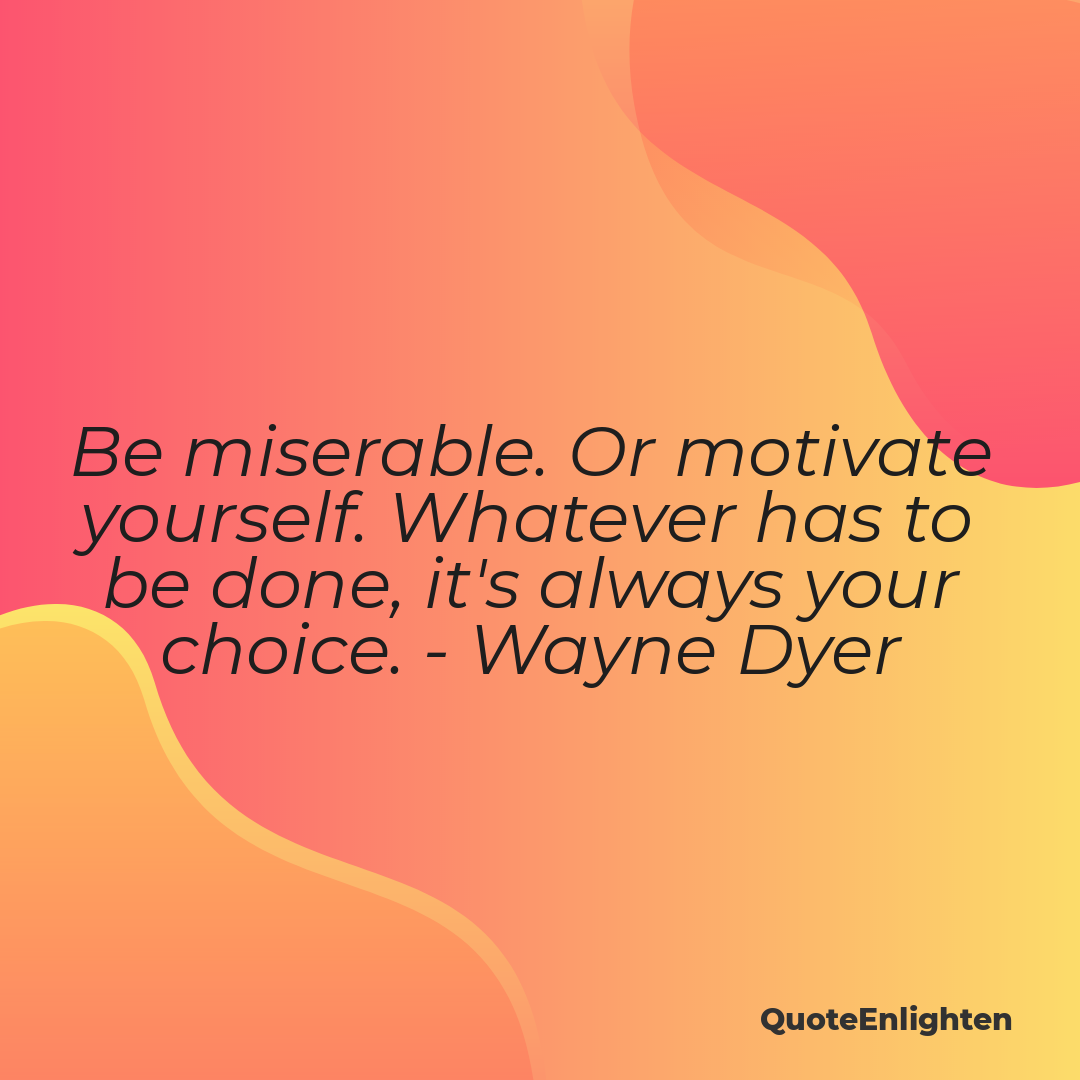 Be miserable. Or motivate
yourself. Whatever has to
be done, it's always your
choice. - Wayne Dyer
QuoteEnlighten